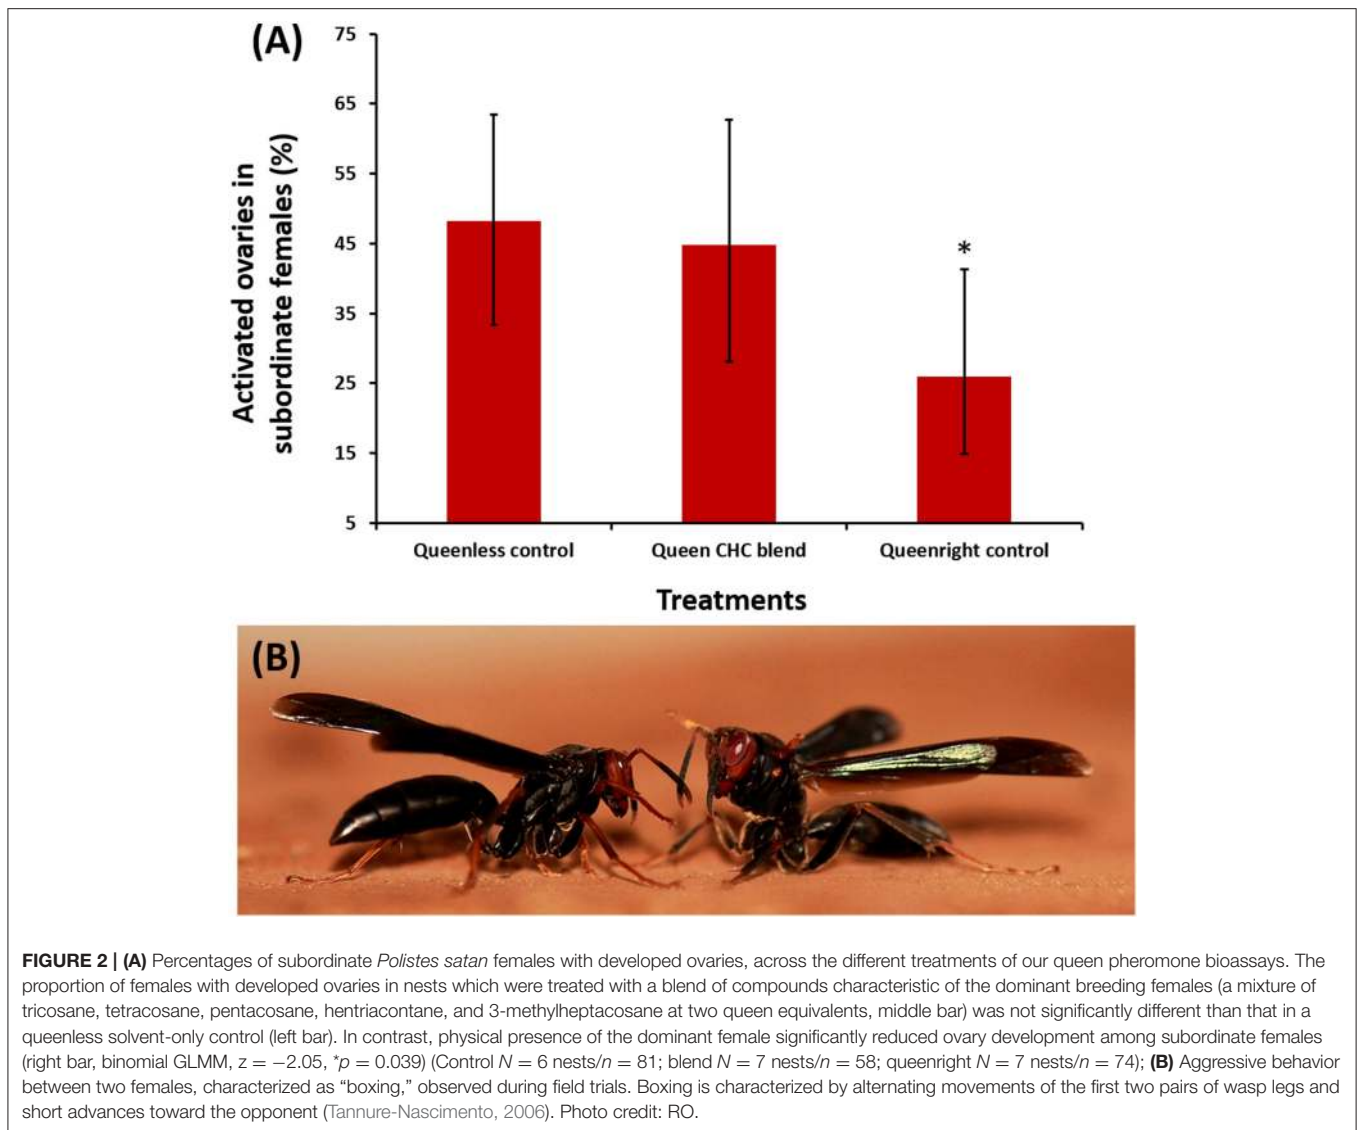 (A)
75
65
55
45
35
25
15
5
Activated ovaries in
subordinate females (%)
*
Queenless control
Queen CHC blend
Queenright control
Treatments
(B)
FIGURE 2 | (A) Percentages of subordinate Polistes satan females with developed ovaries, across the different treatments of our queen pheromone bioassays. The
proportion of females with developed ovaries in nests which were treated with a blend of compounds characteristic of the dominant breeding females (a mixture of
tricosane, tetracosane, pentacosane, hentriacontane, and 3-methylheptacosane at two queen equivalents, middle bar) was not significantly different than that in a
queenless solvent-only control (left bar). In contrast, physical presence of the dominant female significantly reduced ovary development among subordinate females
(right bar, binomial GLMM, z = −2.05, *p = 0.039) (Control N = 6 nests/n = 81; blend N = 7 nests/n = 58; queenright N = 7 nests/n = 74); (B) Aggressive behavior
between two females, characterized as “boxing,” observed during field trials. Boxing is characterized by alternating movements of the first two pairs of wasp legs and
short advances toward the opponent (Tannure-Nascimento, 2006). Photo credit: RO.